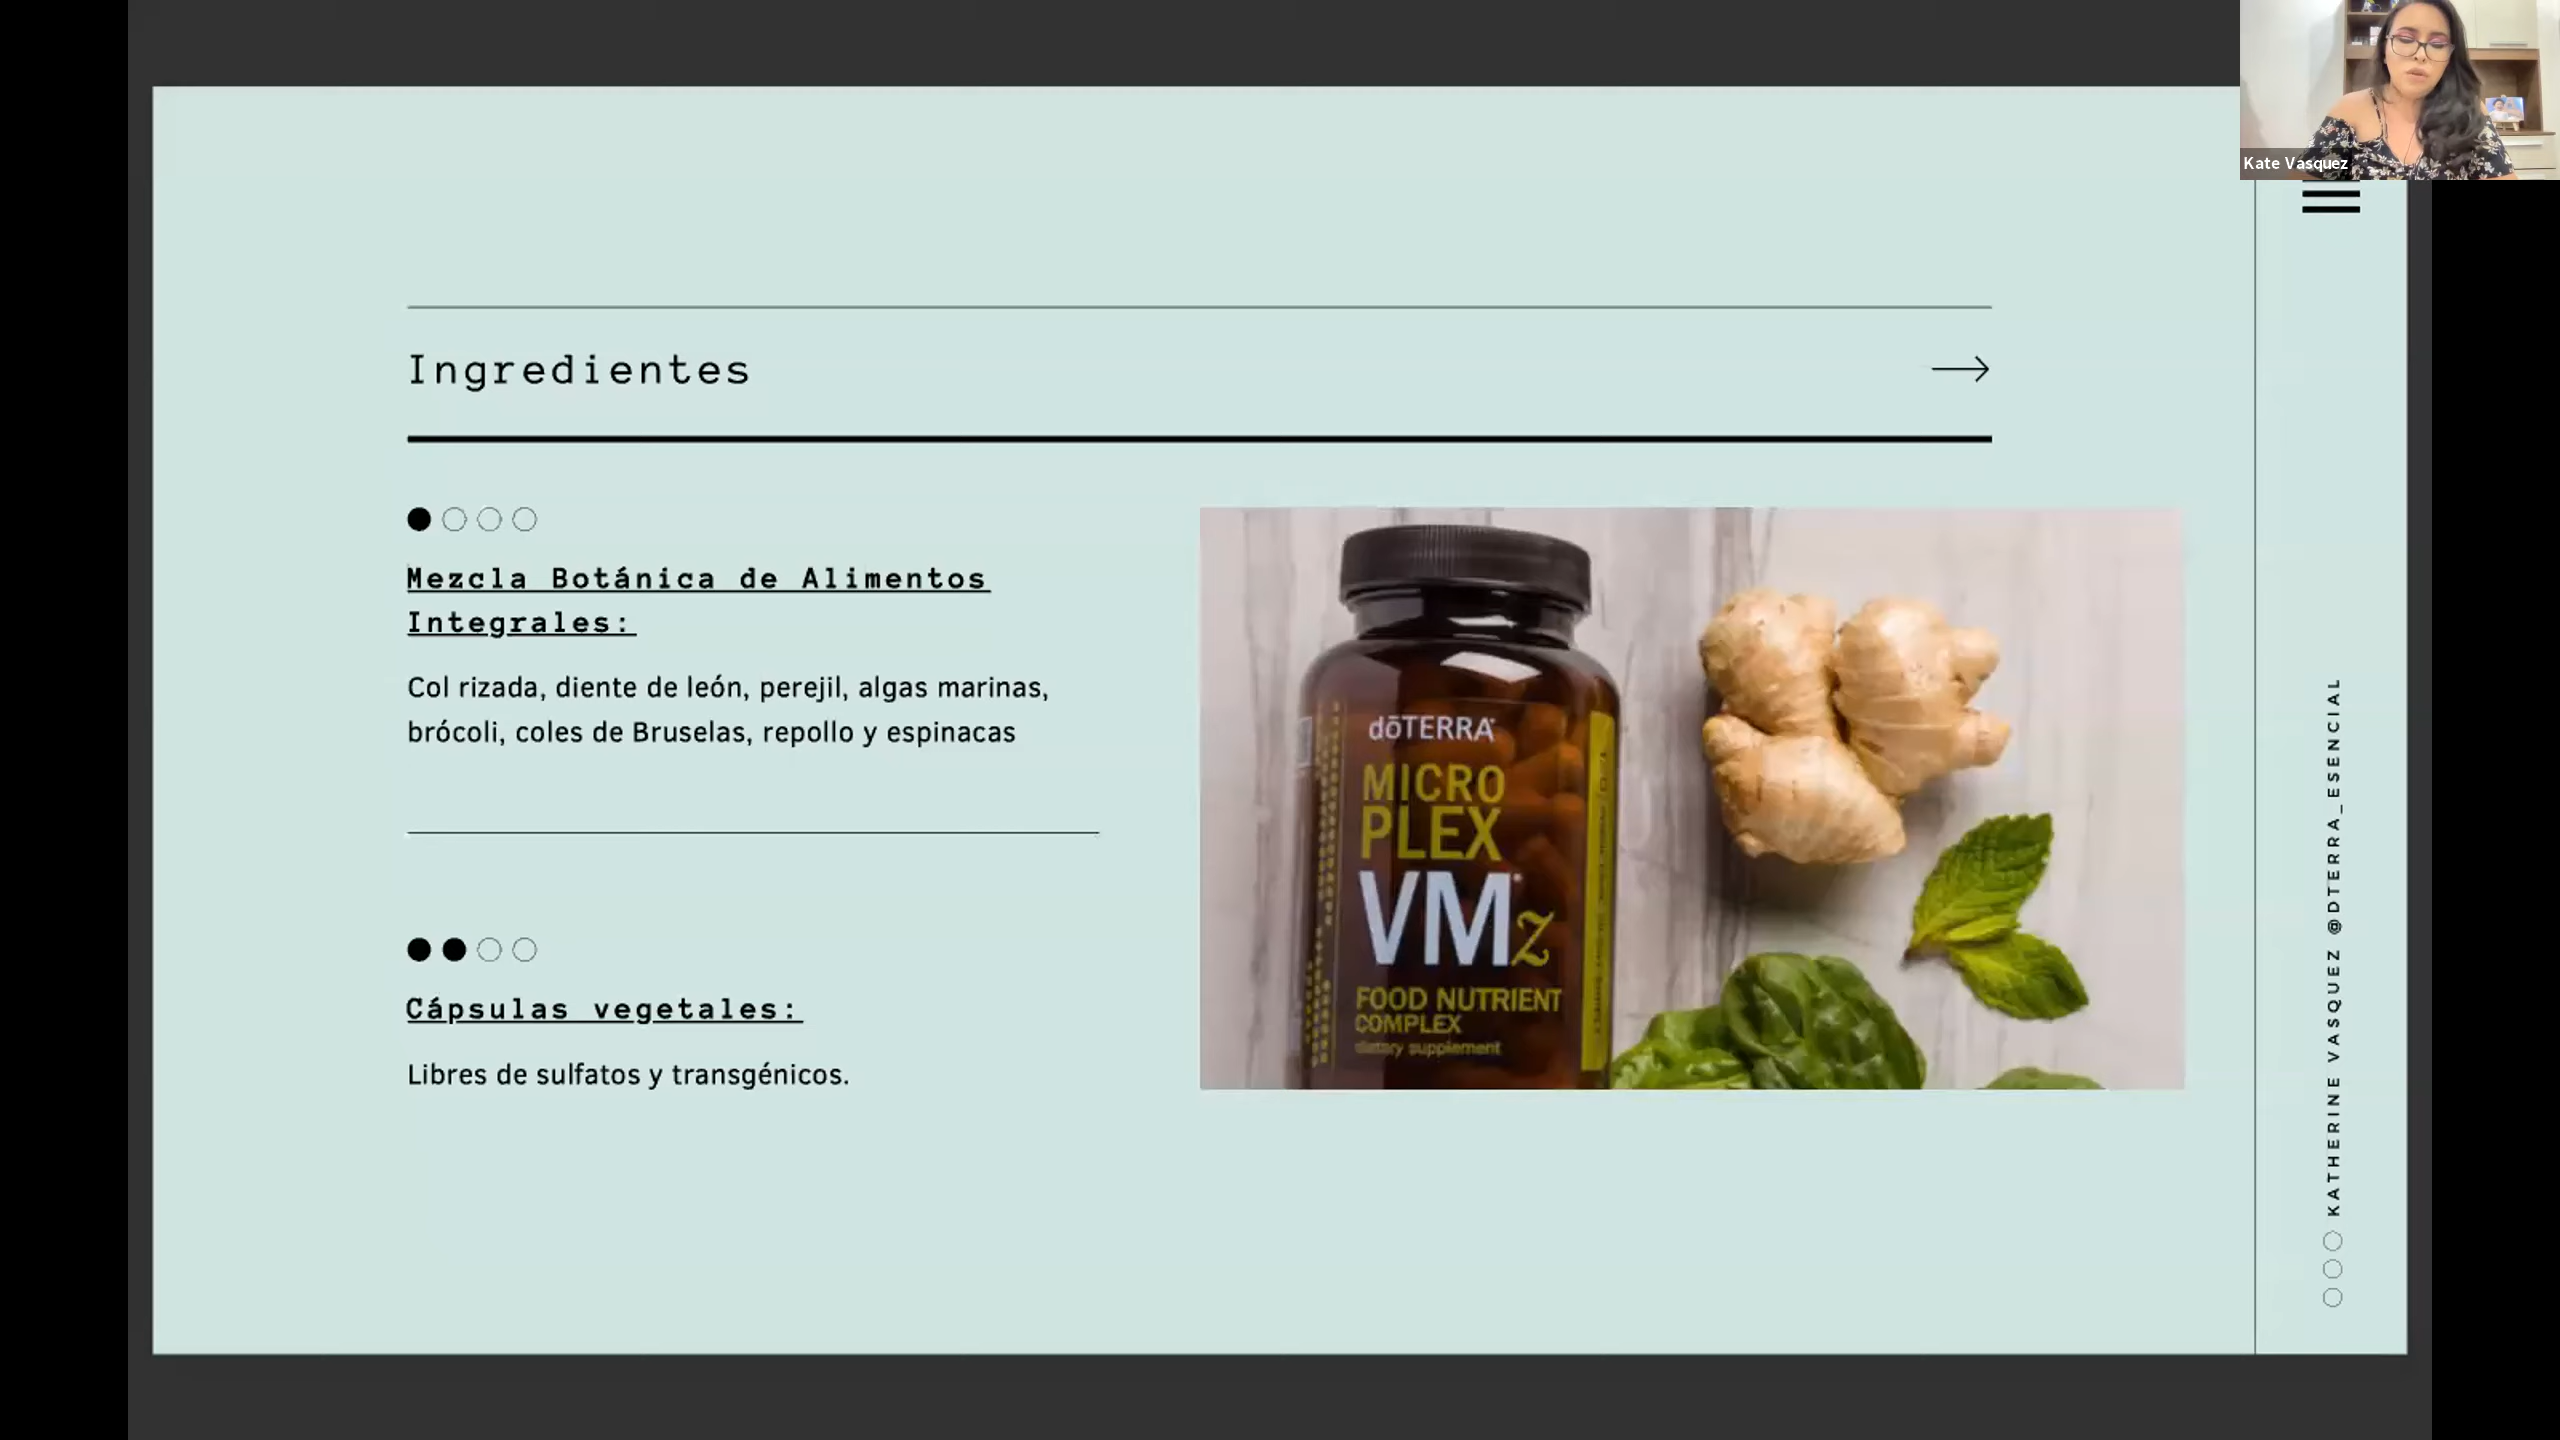 Kate Vasquez
Ingredientes
Mezcla Botánica de Alimentos
Integrales:
Col rizada, diente de león, perejil, algas marinas,
brócoli, coles de Bruselas, repollo y espinacas
Cápsulas vegetales:
Libres de sulfatos y transgénicos.
dōTERRA
MICRO
PLEX
VMz
FOOD NUTRIENT
COMPLEX
dietary supplement
KATHERINE VASQUEZ @DTERRA_ESENCIAL